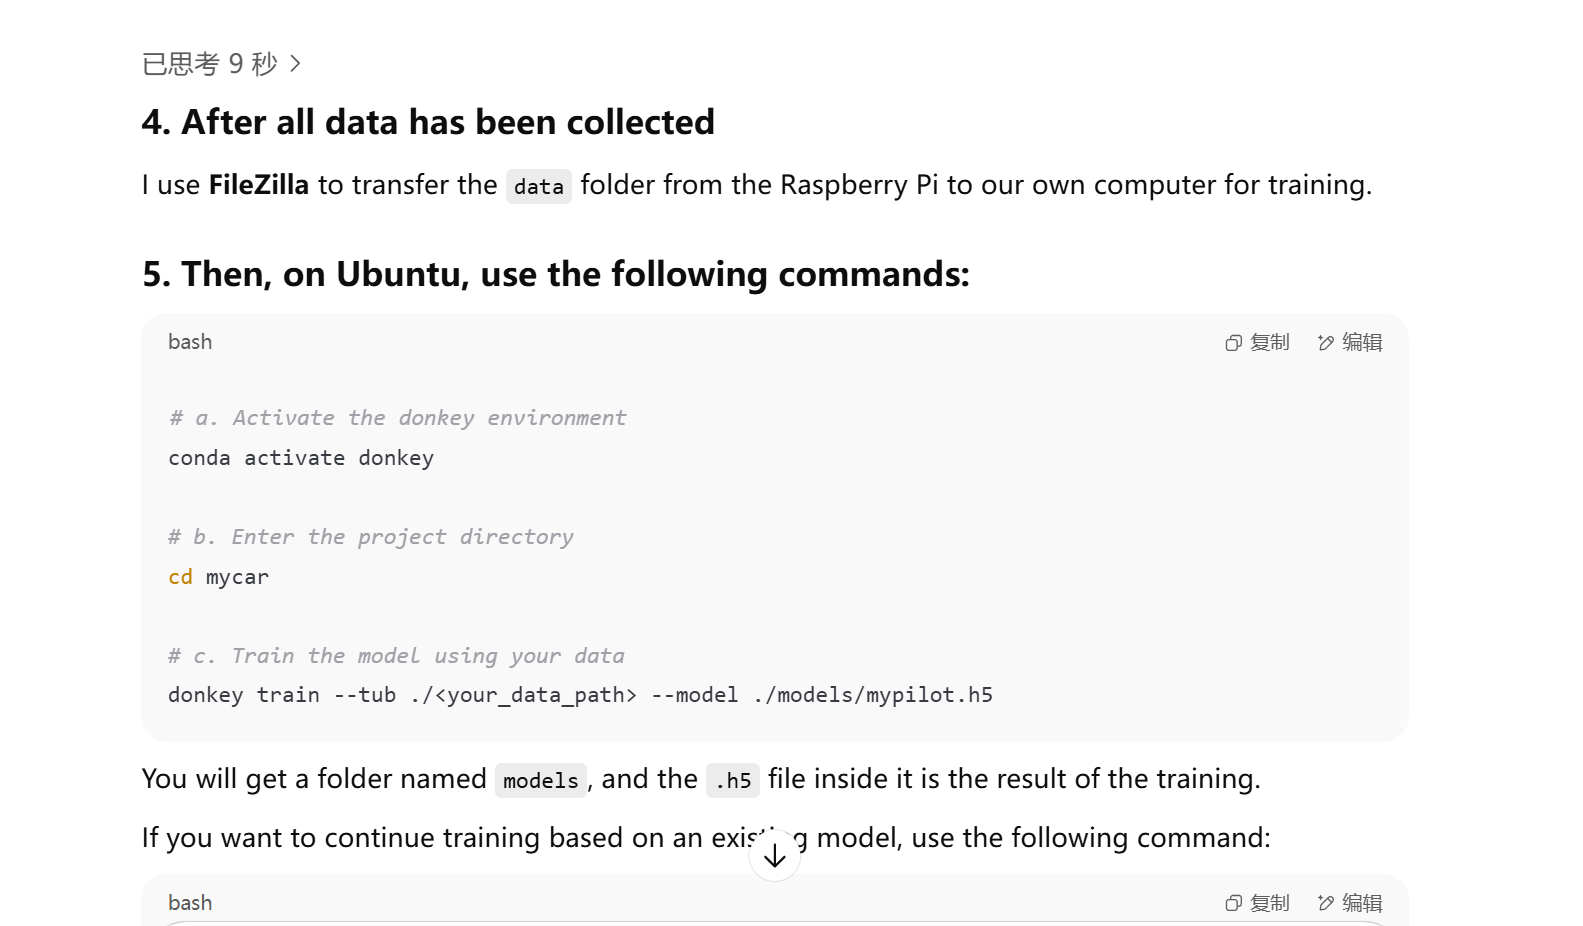 已思考 9 秒
4. After all data has been collected
I use FileZilla to transfer the data folder from the Raspberry Pi to our own computer for training.
5. Then, on Ubuntu, use the following commands:
bash 复制 编辑
# a. Activate the donkey environment
conda activate donkey
# b. Enter the project directory
cd mycar
# c. Train the model using your data
donkey train --tub ./<your_data_path> --model ./models/mypilot.h5
You will get a folder named models, and the .h5 file inside it is the result of the training.
If you want to continue training based on an existing model, use the following command:
bash 复制 编辑